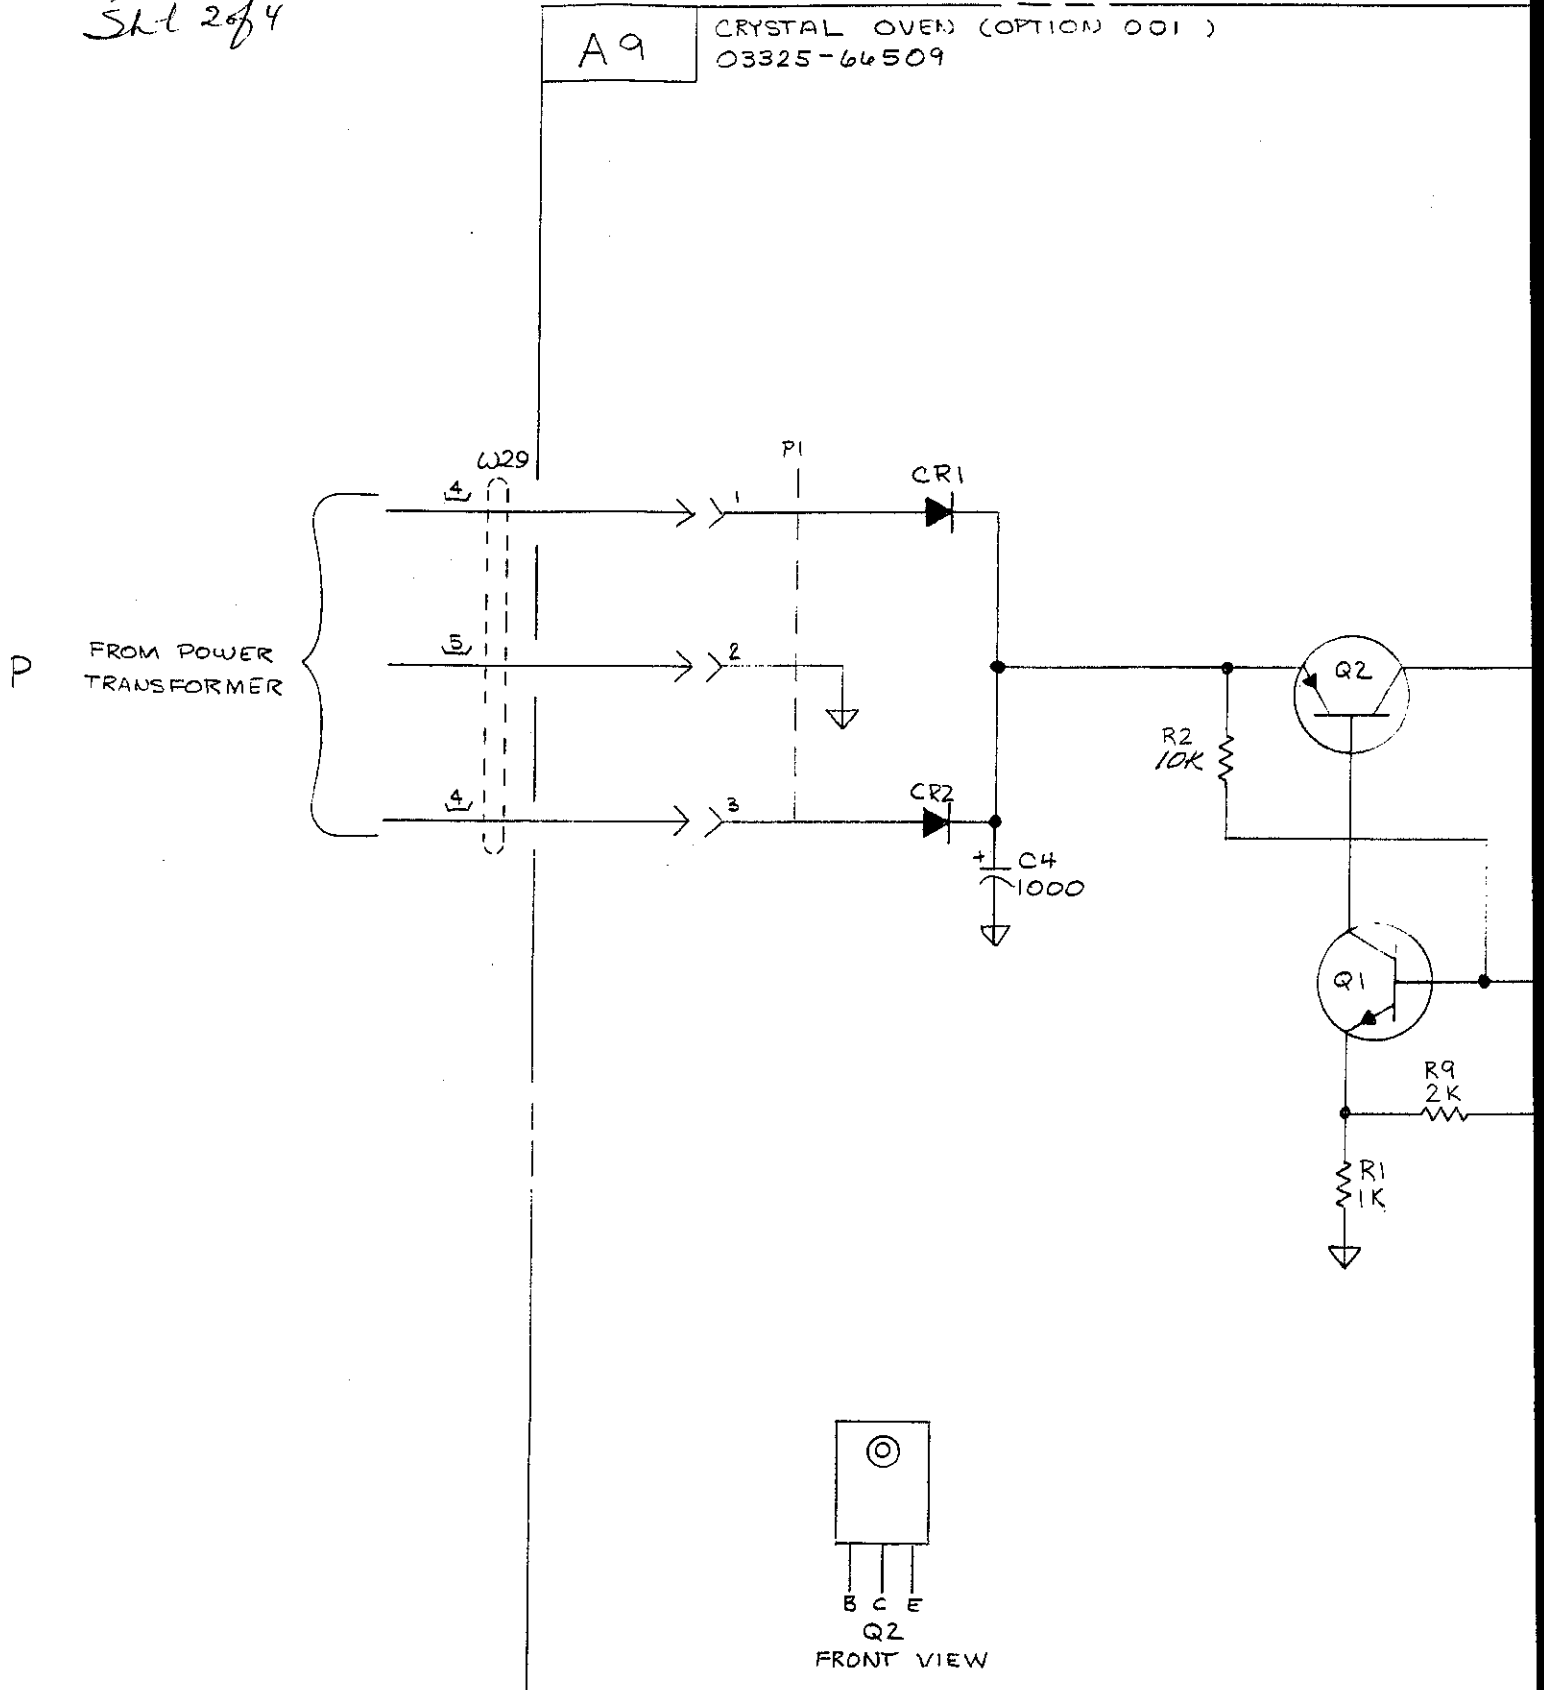 Sht 2 of 4
A9
CRYSTAL OVEN (OPTION 001 )
03325-66509
W29
P1
CR1
4
1
5
2
P
FROM POWER
TRANSFORMER
Q2
R2
10K
4
3
CR2
+
C4
1000
Q1
R9
2K
R1
1K
B C E
Q2
FRONT VIEW